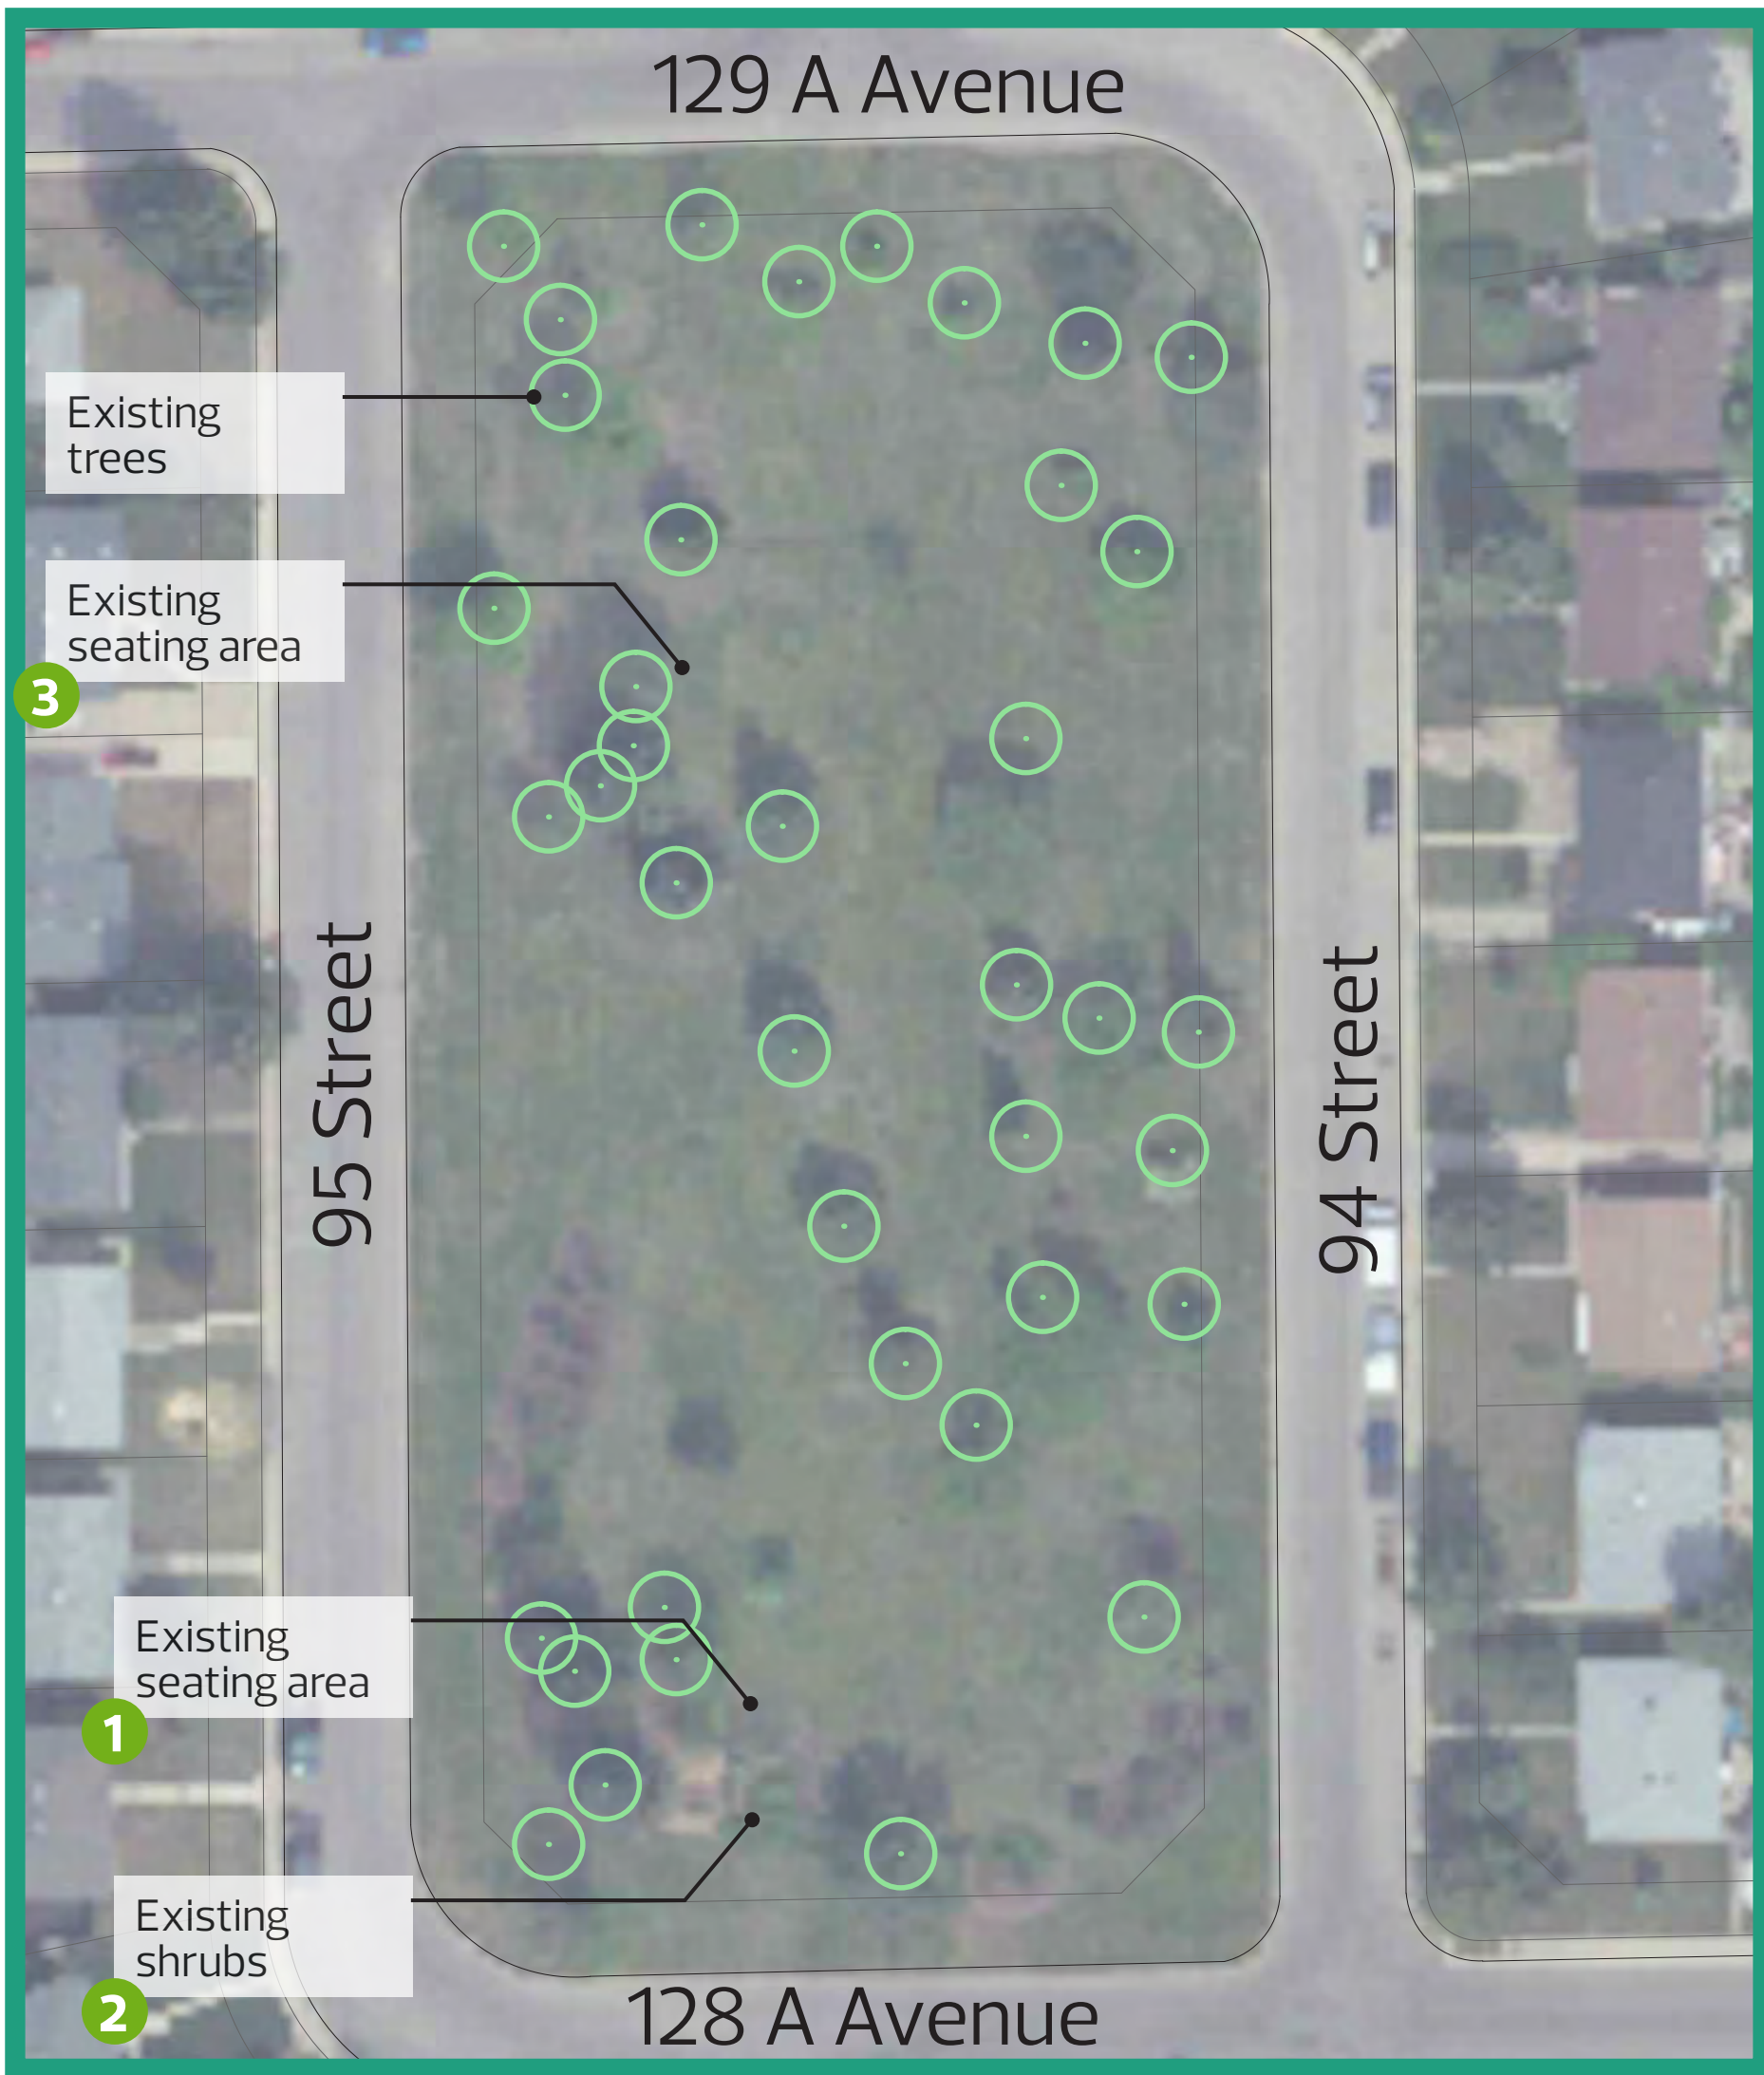 129 A Avenue
Existing
trees
Existing
seating area
3
95 Street
94 Street
Existing
seating area
1
Existing
shrubs
2
128 A Avenue